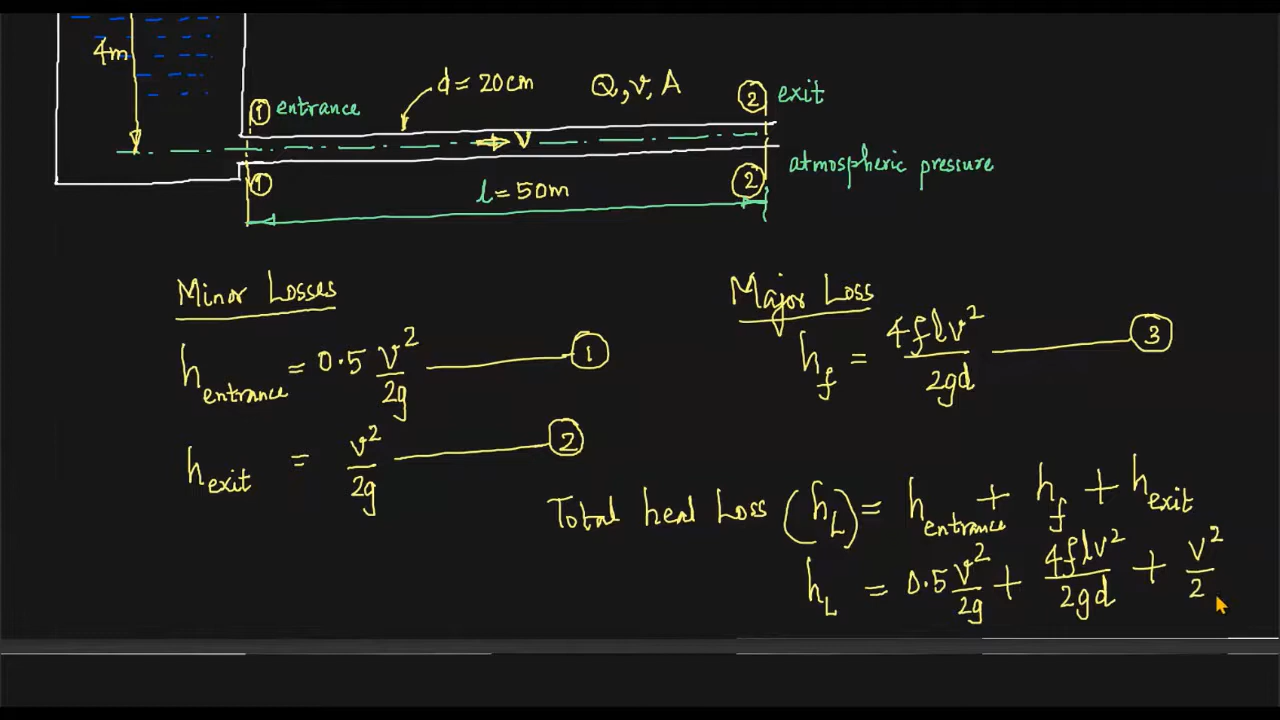 4m
d = 20cm
Q, v, A
① entrance
② exit
→ V
atmospheric pressure
①
②
l = 50m
Minor Losses
h_entrance = 0.5 v²/2g ——— ①
h_exit = v²/2g ——— ②
Major Loss
h_f = 4flv²/2gd ——— ③
Total head Loss (h_L) = h_entrance + h_f + h_exit
h_L = 0.5 v²/2g + 4flv²/2gd + v²/2